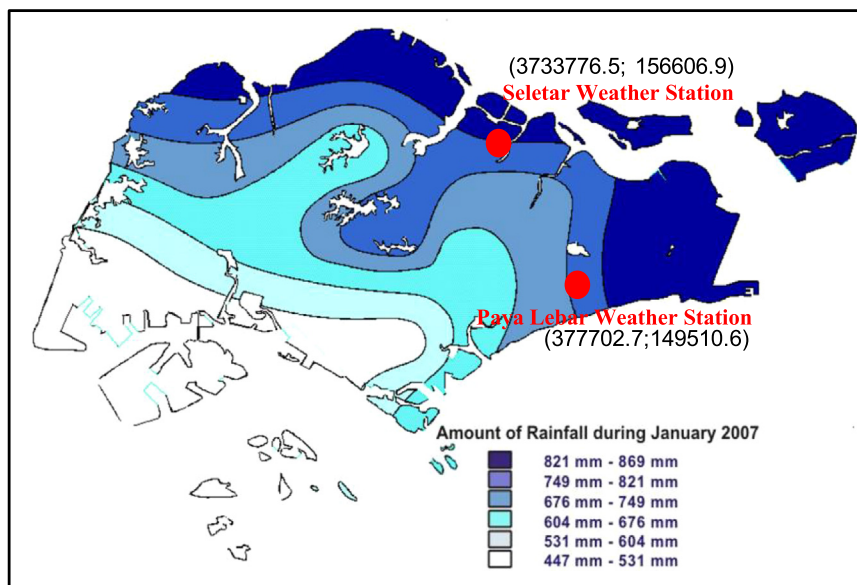 (3733776.5; 156606.9)
Seletar Weather Station
Paya Lebar Weather Station
(377702.7;149510.6)
Amount of Rainfall during January 2007
821 mm - 869 mm
749 mm - 821 mm
676 mm - 749 mm
604 mm - 676 mm
531 mm - 604 mm
447 mm - 531 mm